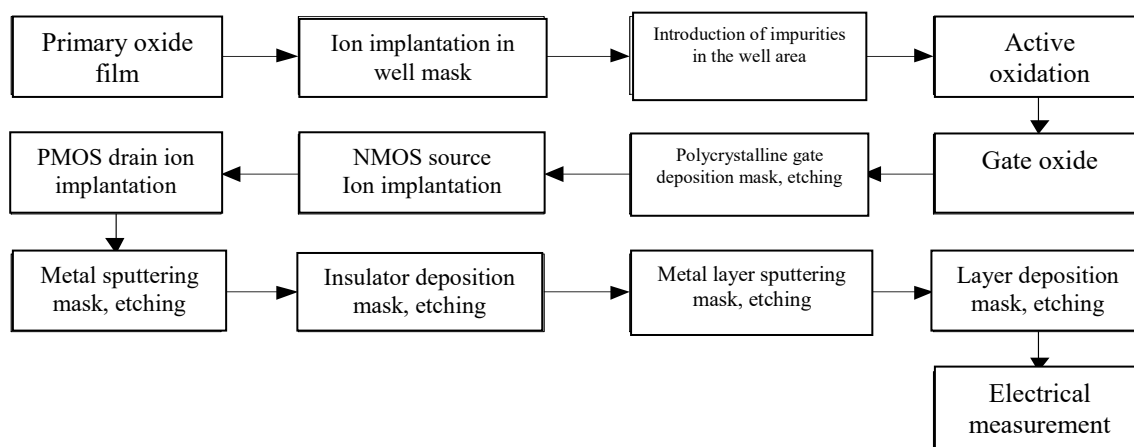 Primary oxide
film
Ion implantation in
well mask
Introduction of impurities
in the well area
Active
oxidation
PMOS drain ion
implantation
NMOS source
Ion implantation
Polycrystalline gate
deposition mask, etching
Gate oxide
Metal sputtering
mask, etching
Insulator deposition
mask, etching
Metal layer sputtering
mask, etching
Layer deposition
mask, etching
Electrical
measurement